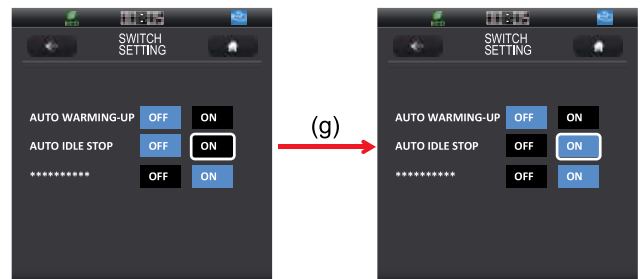 SWITCH
SETTING
AUTO WARMING-UP OFF ON
AUTO IDLE STOP OFF ON
********** OFF ON
(g)
SWITCH
SETTING
AUTO WARMING-UP OFF ON
AUTO IDLE STOP OFF ON
********** OFF ON